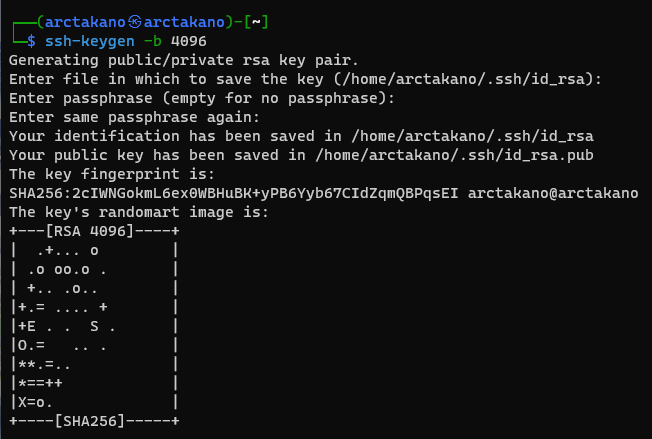 ┌──(arctakano㉿arctakano)-[~]
└─$ ssh-keygen -b 4096
Generating public/private rsa key pair.
Enter file in which to save the key (/home/arctakano/.ssh/id_rsa):
Enter passphrase (empty for no passphrase):
Enter same passphrase again:
Your identification has been saved in /home/arctakano/.ssh/id_rsa
Your public key has been saved in /home/arctakano/.ssh/id_rsa.pub
The key fingerprint is:
SHA256:2cIWNGokmL6ex0WBHuBK+yPB6Yyb67CIdZqmQBPqsEI arctakano@arctakano
The key's randomart image is:
+---[RSA 4096]----+
|  .+... o        |
| .o oo.o .       |
| +.. .o..        |
|+.= .... +       |
|+E . .  S .      |
|O.=   .. .       |
|**.=..           |
|*==++            |
|X=o.             |
+----[SHA256]-----+